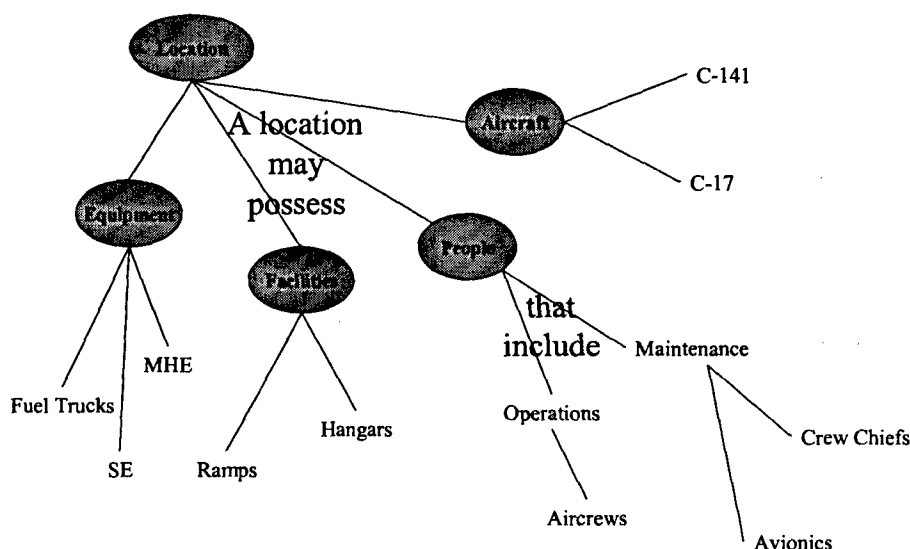 Location
C-141
Aircraft
A location
may
possess
C-17
Equipment
People
Facilities
that
include
Maintenance
MHE
Fuel Trucks
Operations
Hangars
Crew Chiefs
SE
Ramps
Aircrews
Avionics